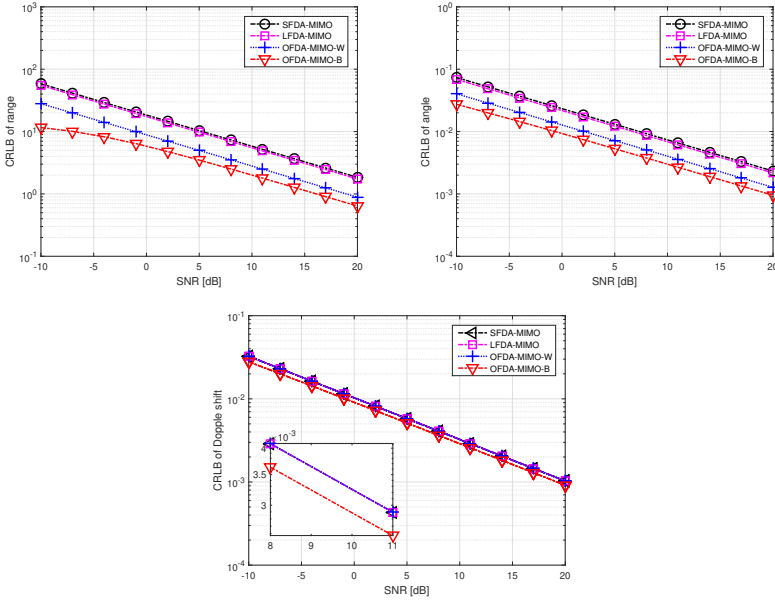 SFDA-MIMO
LFDA-MIMO
OFDA-MIMO-W
OFDA-MIMO-B
10^3
10^2
10^1
10^0
10^-1
CRLB of range
-10 -5 0 5 10 15 20
SNR [dB]
SFDA-MIMO
LFDA-MIMO
OFDA-MIMO-W
OFDA-MIMO-B
10^0
10^-1
10^-2
10^-3
10^-4
CRLB of angle
-10 -5 0 5 10 15 20
SNR [dB]
SFDA-MIMO
LFDA-MIMO
OFDA-MIMO-W
OFDA-MIMO-B
10^-1
10^-2
10^-3
10^-4
CRLB of Dopple shift
4 ×10^-3
3.5
3
8 9 10 11
-10 -5 0 5 10 15 20
SNR [dB]